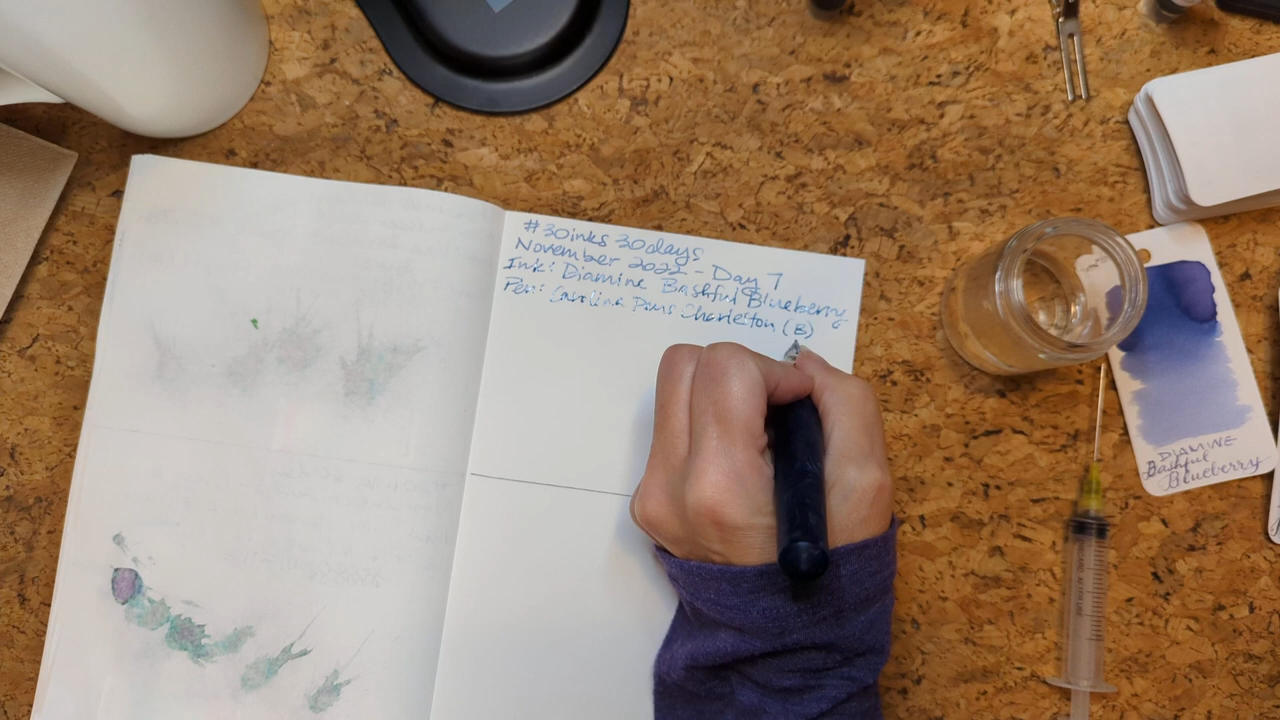 #30inks30days
November 2022 - Day 7
Ink: Diamine Bashful Blueberry
Pen: Carolina Pens Charleston (B)
DIAMINE
Bashful
Blueberry